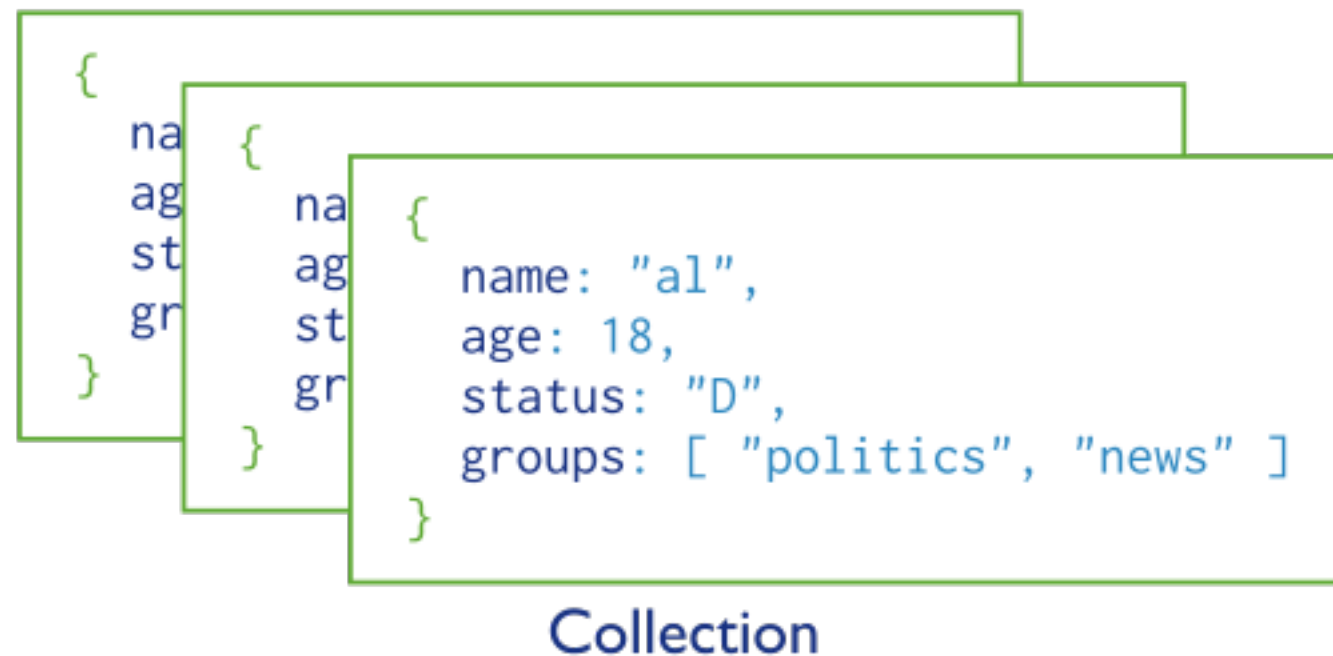 {
na
ag
st
gr
}
{
na
ag
st
gr
}
{
name: "al",
age: 18,
status: "D",
groups: [ "politics", "news" ]
}
Collection